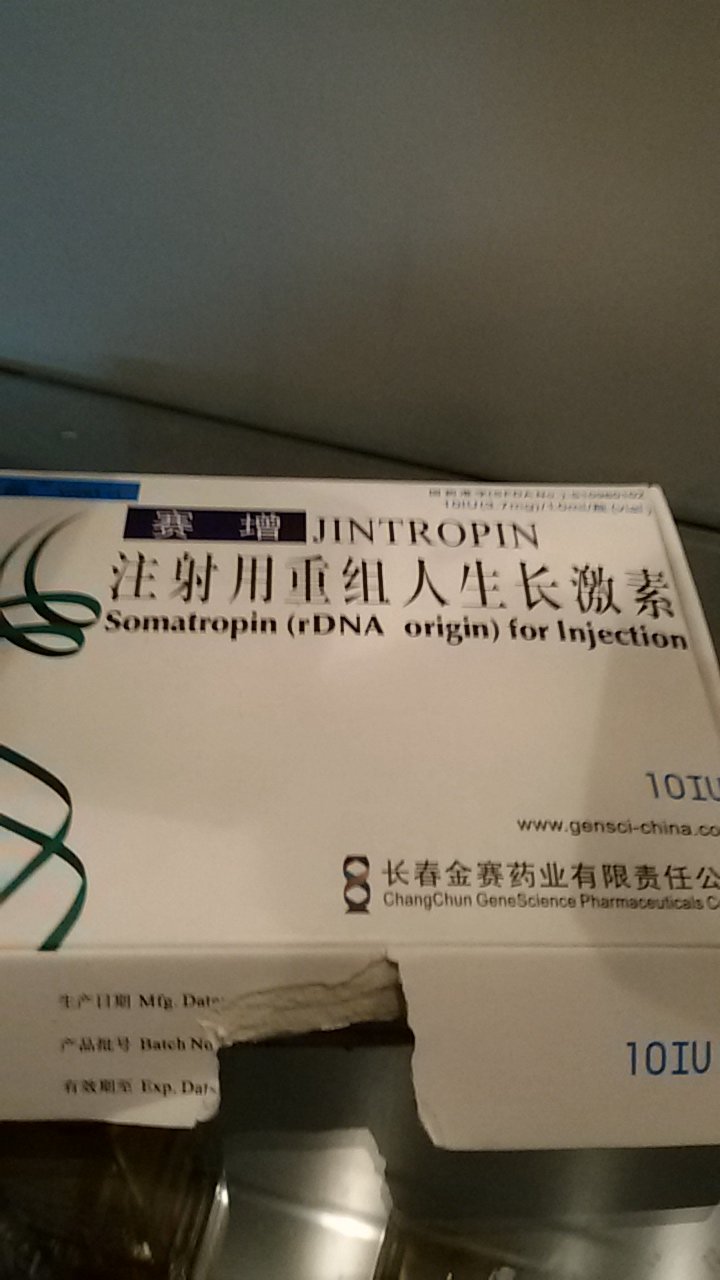 赛 增 JINTROPIN
注射用重组人生长激素
Somatropin (rDNA origin) for Injection
10IU
www.gensci-china.co
长春金赛药业有限责任公
ChangChun GeneScience Pharmaceuticals C
生产日期 Mfg. Date:
产品批号 Batch No
有效期至 Exp. Dat
10IU